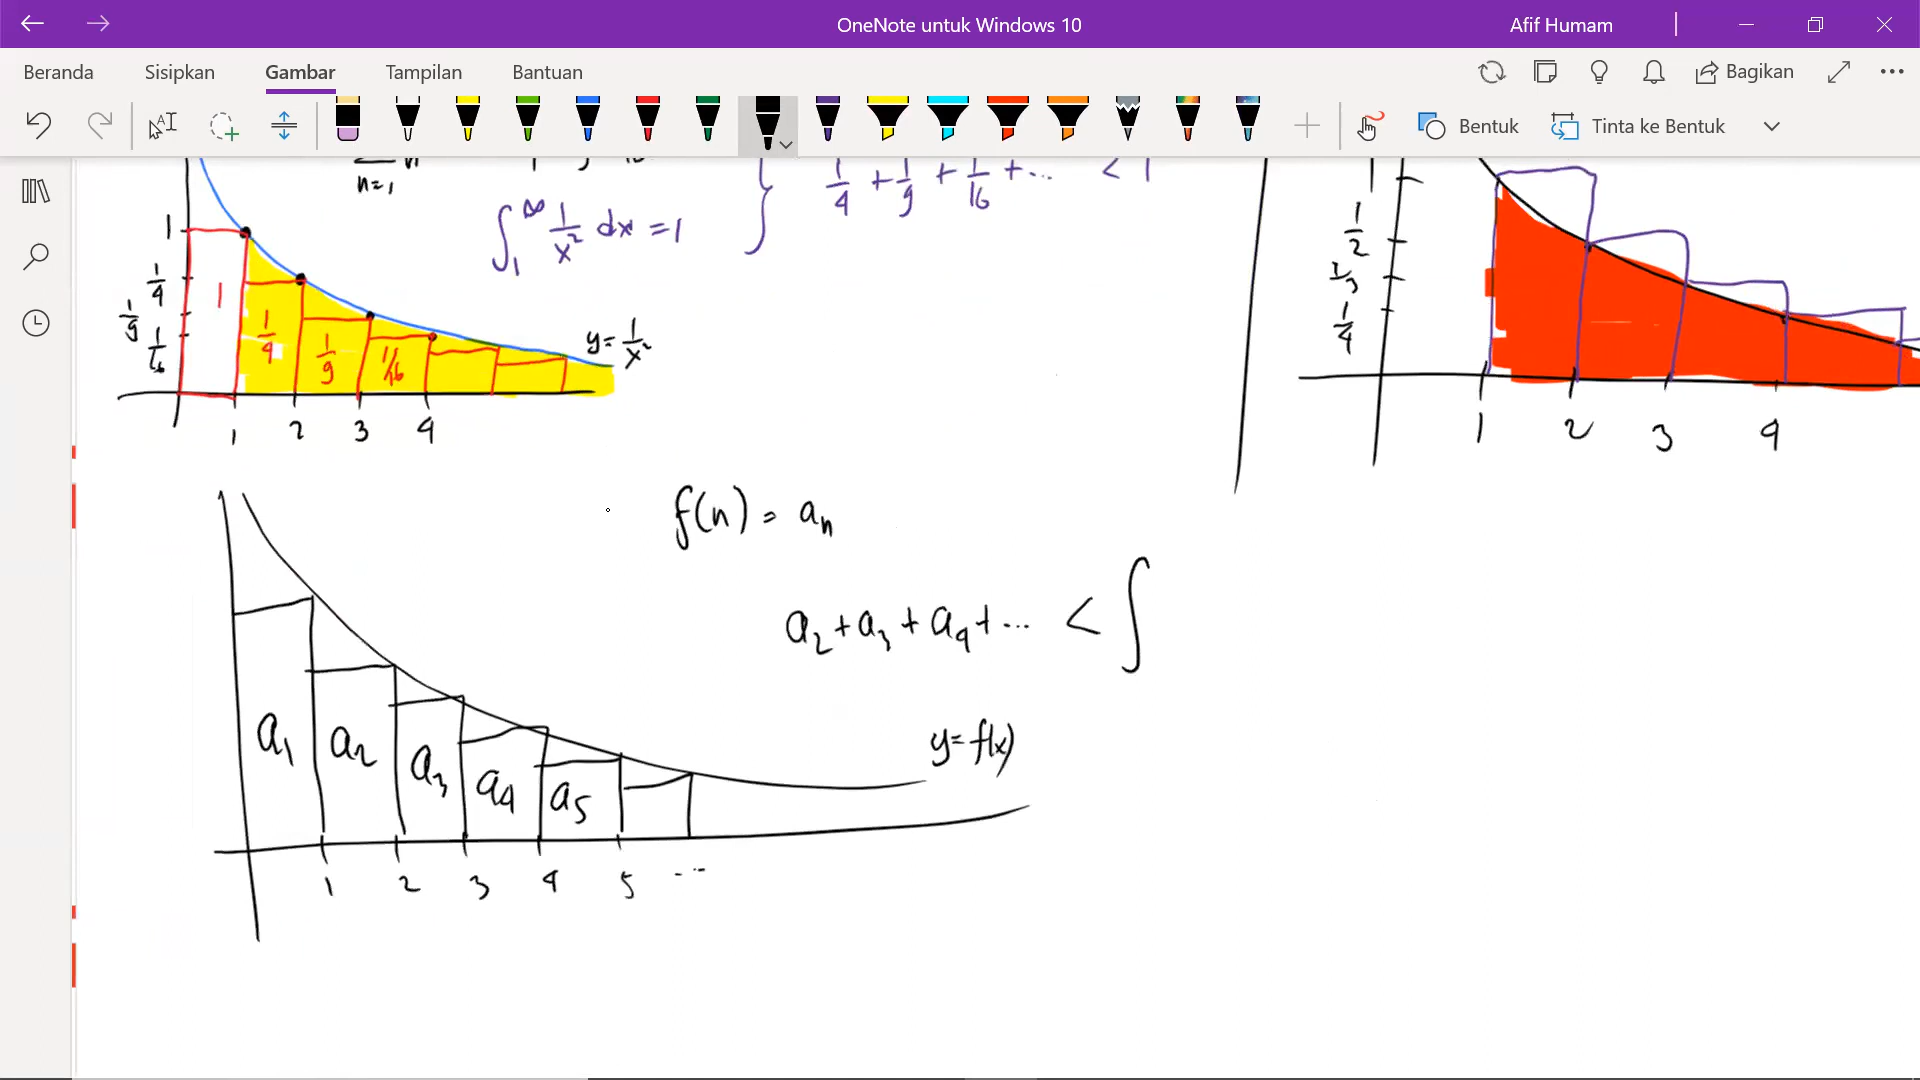 OneNote untuk Windows 10
Afif Humam
Beranda Sisipkan Gambar Tampilan Bantuan
Bagikan
Bentuk
Tinta ke Bentuk
n=1
∫₁^∞ 1/x² dx = 1
1/4 + 1/9 + 1/16 + ... < 1
1
1/4
1/9
1/16
1
1/4
1/9
1/16
y = 1/x²
1 2 3 4
1
1/2
1/3
1/4
1 2 3 4
f(n) = aₙ
a₂ + a₃ + a₄ + ... < ∫
y = f(x)
a₁ a₂ a₃ a₄ a₅
1 2 3 4 5 ...